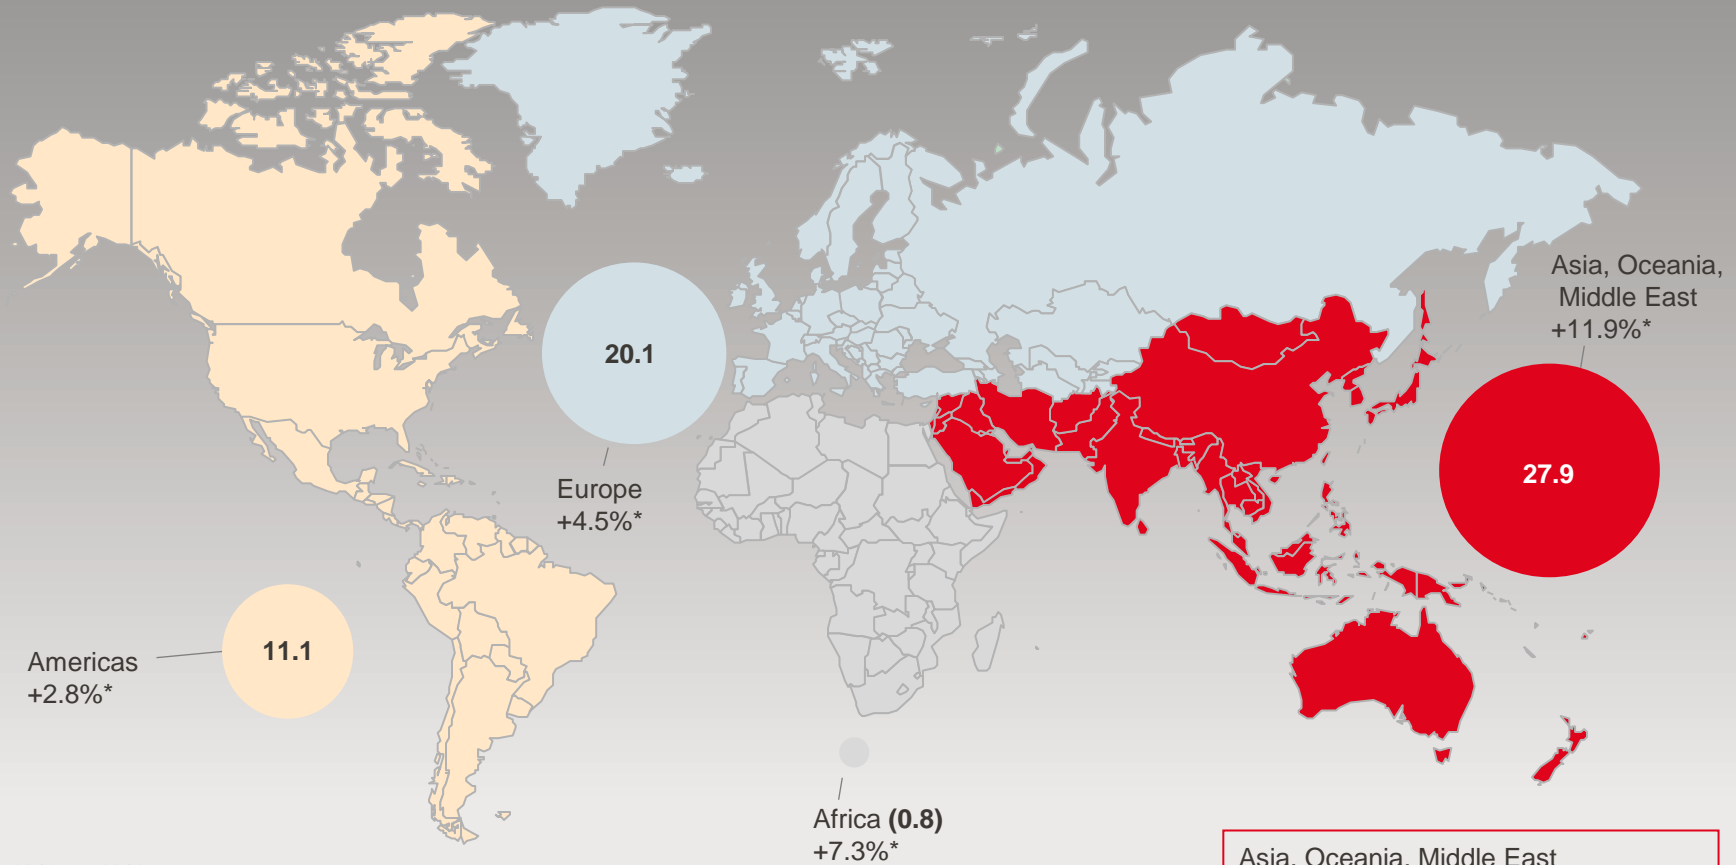 Asia, Oceania,
Middle East
+11.9%*
20.1
27.9
Europe
+4.5%*
11.1
Americas
+2.8%*
Africa (0.8)
+7.3%*
Asia, Oceania, Middle East